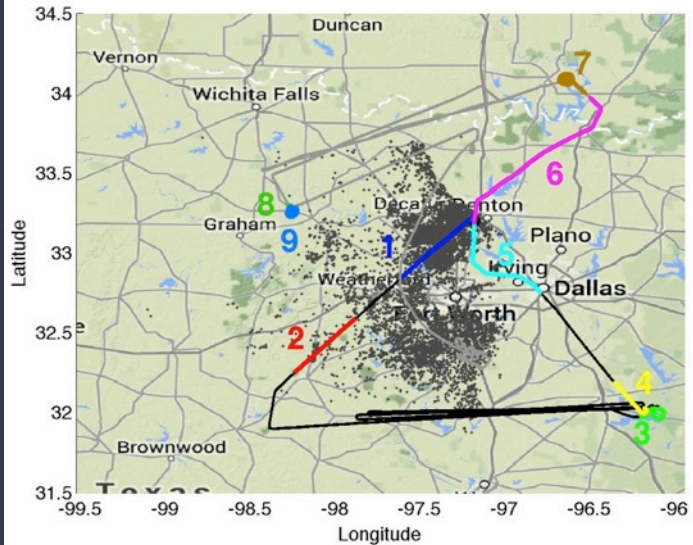 34.5
Duncan
Vernon
7
34
Wichita Falls
6
33.5
8
Deca
Denton
Graham
9
1
5
Plano
33
Irving
Weatherford
Dallas
Fort Worth
32.5
2
4
32
3
Brownwood
Texas
31.5
-99.5
-99
-98.5
-98
-97.5
-97
-96.5
-96
Latitude
Longitude